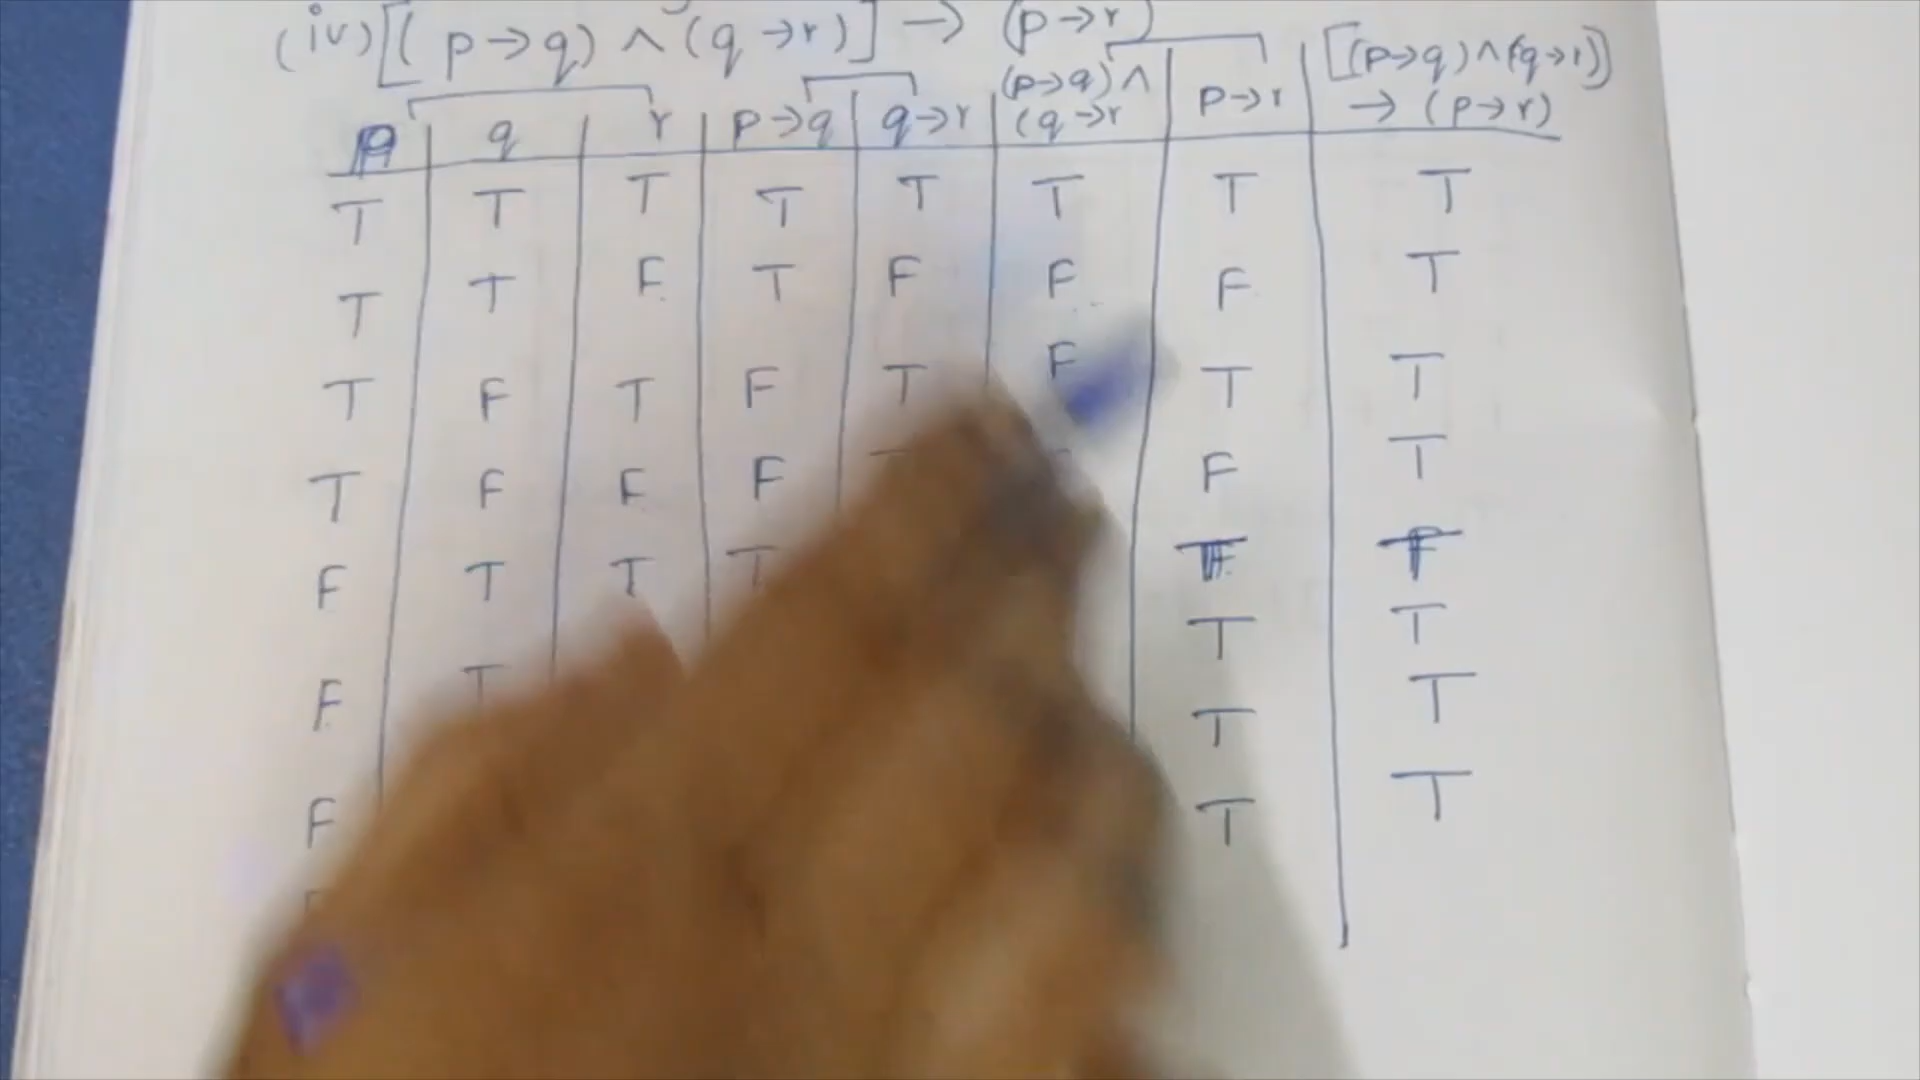 (iv) [(p→q) ∧ (q→r)] → (p→r)
p q r p→q q→r (p→q)∧(q→r p→r [(p→q)∧(q→r)]→(p→r)
T T T T T T T T
T T F T F F F T
T F T F T F T T
T F F F T F T
F T T T T
F T T T
F T T
T T